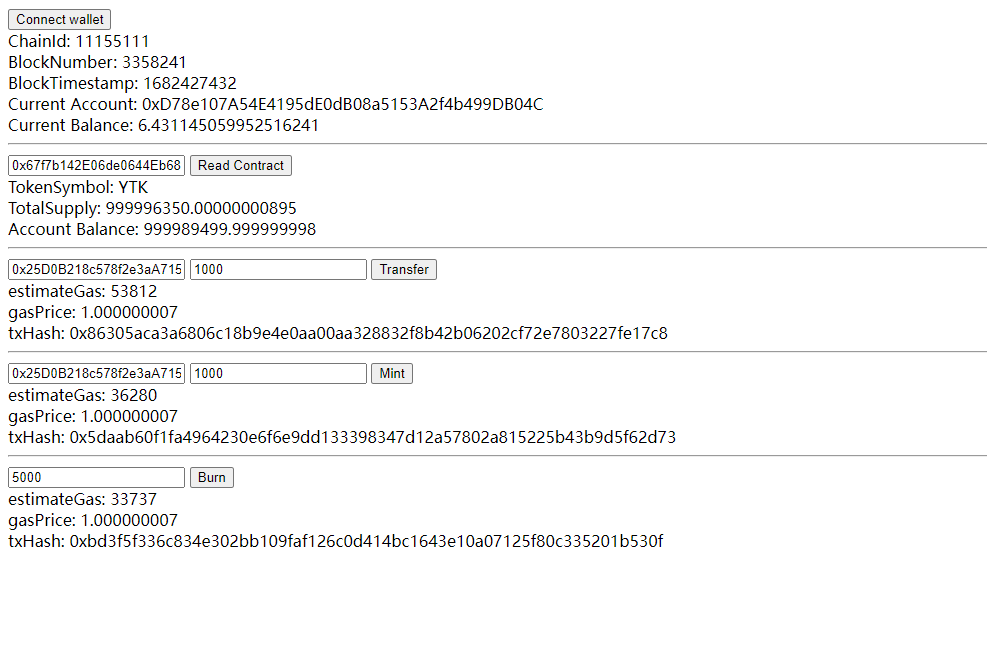 Connect wallet
ChainId: 11155111
BlockNumber: 3358241
BlockTimestamp: 1682427432
Current Account: 0xD78e107A54E4195dE0dB08a5153A2f4b499DB04C
Current Balance: 6.431145059952516241
0x67f7b142E06de0644Eb68 Read Contract
TokenSymbol: YTK
TotalSupply: 999996350.00000000895
Account Balance: 999989499.999999998
0x25D0B218c578f2e3aA715 1000 Transfer
estimateGas: 53812
gasPrice: 1.000000007
txHash: 0x86305aca3a6806c18b9e4e0aa00aa328832f8b42b06202cf72e7803227fe17c8
0x25D0B218c578f2e3aA715 1000 Mint
estimateGas: 36280
gasPrice: 1.000000007
txHash: 0x5daab60f1fa4964230e6f6e9dd133398347d12a57802a815225b43b9d5f62d73
5000 Burn
estimateGas: 33737
gasPrice: 1.000000007
txHash: 0xbd3f5f336c834e302bb109faf126c0d414bc1643e10a07125f80c335201b530f